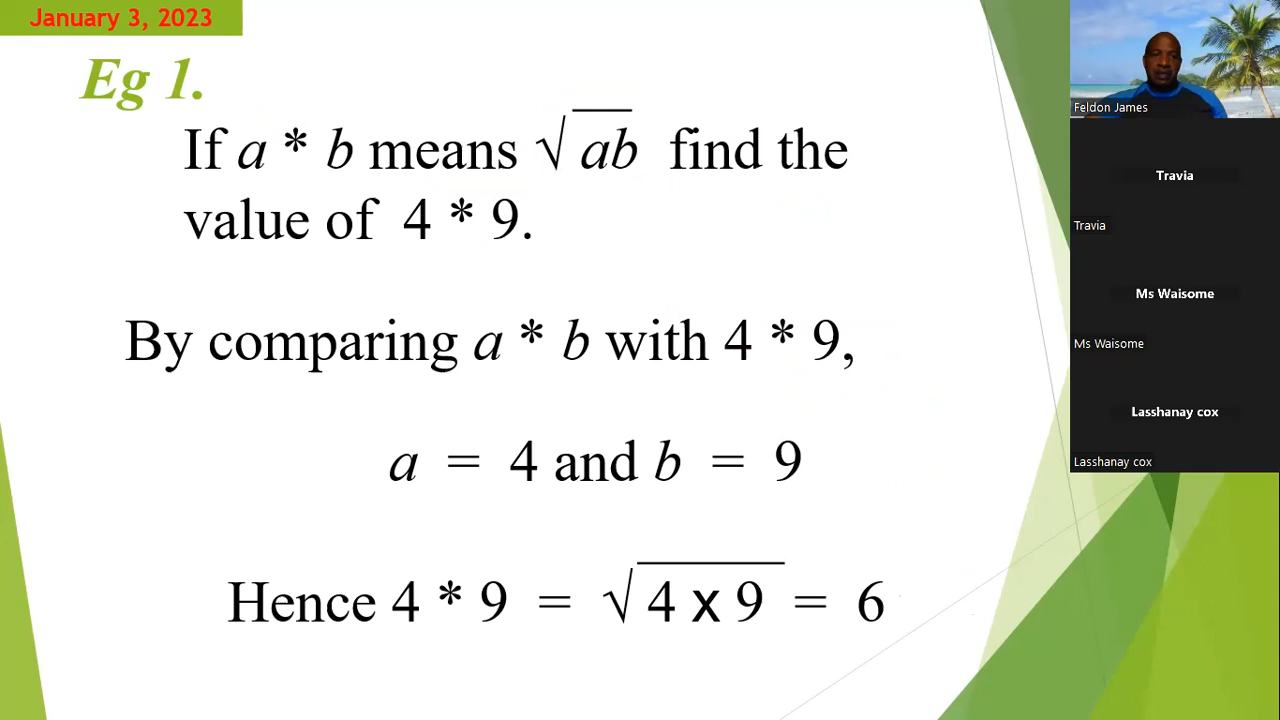 January 3, 2023
Eg 1.
If a * b means √ab find the
value of 4 * 9.
By comparing a * b with 4 * 9,
a = 4 and b = 9
Hence 4 * 9 = √4 x 9 = 6
Feldon James
Travia
Travia
Ms Waisome
Ms Waisome
Lasshanay cox
Lasshanay cox